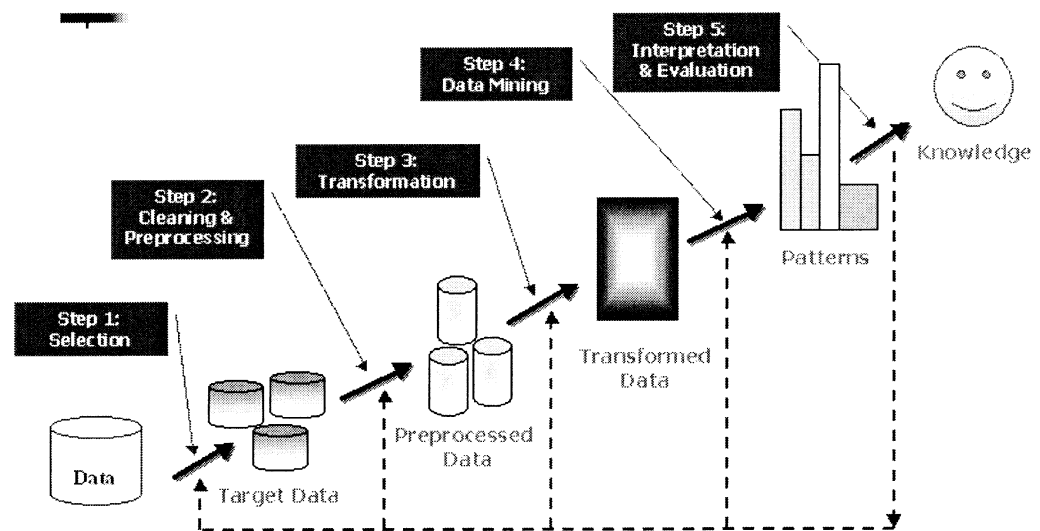 Step 5:
Interpretation
& Evaluation
Step 4:
Data Mining
Knowledge
Step 3:
Transformation
Step 2:
Cleaning &
Preprocessing
Patterns
Step 1:
Selection
Transformed
Data
Preprocessed
Data
Data
Target Data